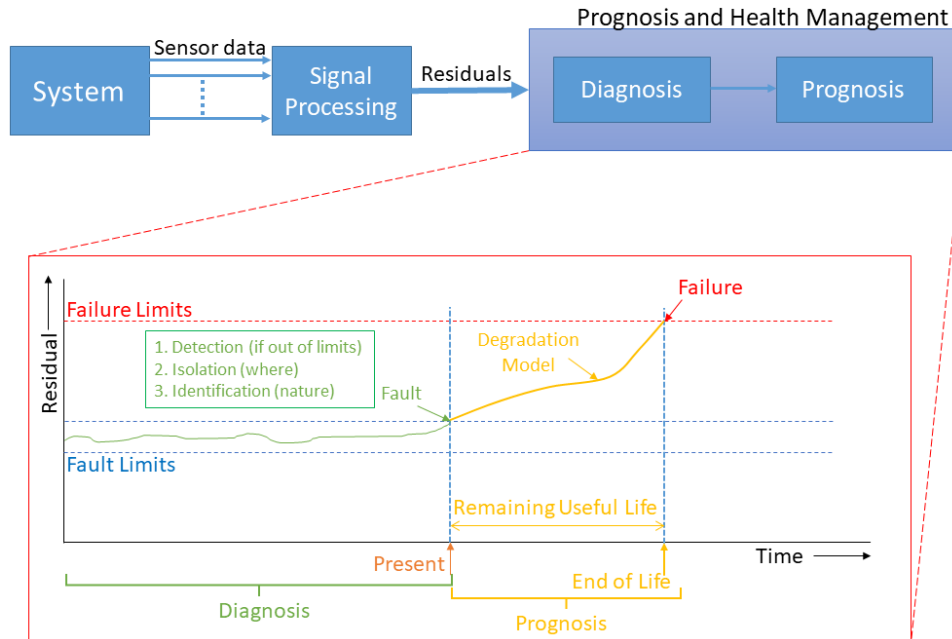 Prognosis and Health Management
Sensor data
System
Signal
Processing
Residuals
Diagnosis
Prognosis
Residual
Failure Limits
Failure
1. Detection (if out of limits)
2. Isolation (where)
3. Identification (nature)
Degradation
Model
Fault
Fault Limits
Remaining Useful Life
Present
Time
End of Life
Diagnosis
Prognosis